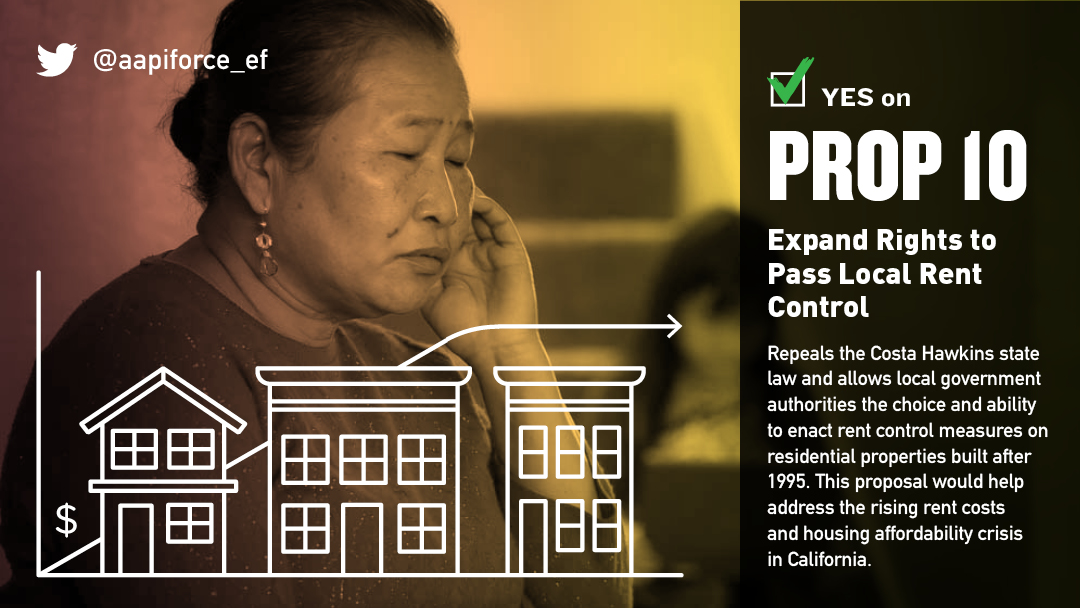 @aapiforce_ef
YES on
PROP 10
Expand Rights to
Pass Local Rent
Control
Repeals the Costa Hawkins state
law and allows local government
authorities the choice and ability
to enact rent control measures on
residential properties built after
1995. This proposal would help
address the rising rent costs
and housing affordability crisis
in California.
$